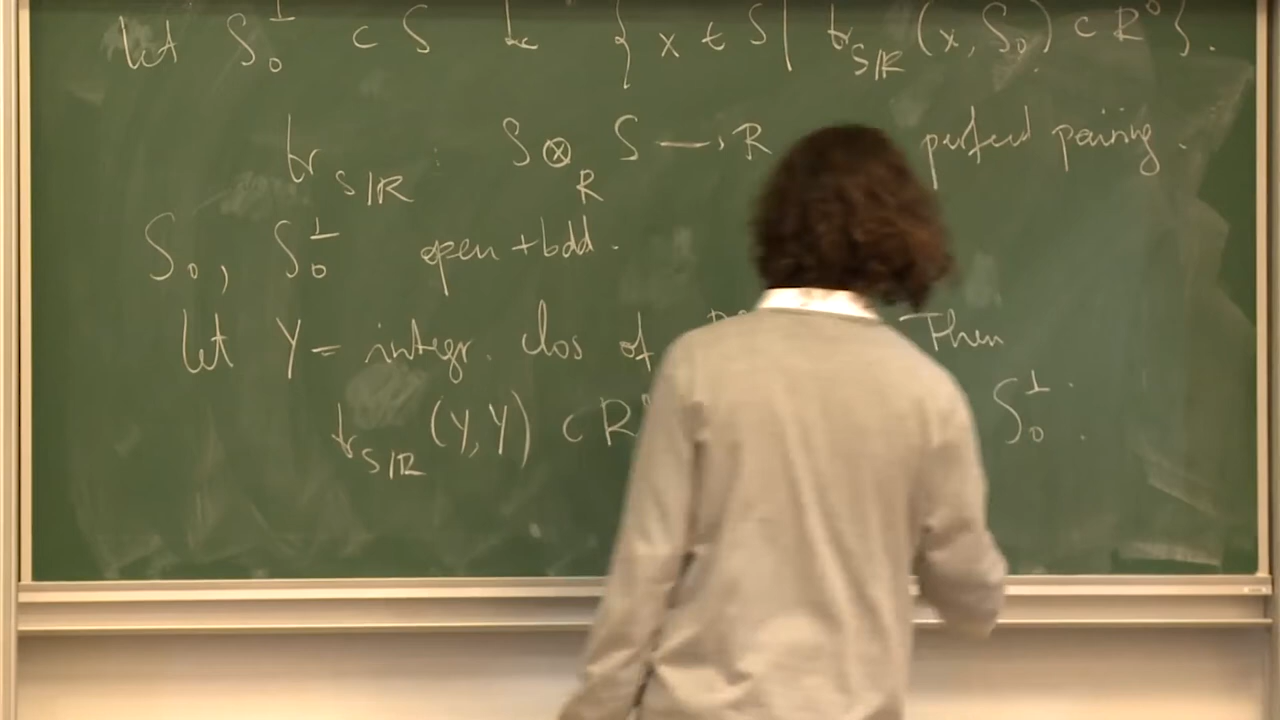 let S₀^⊥ ⊂ S be { x ∈ S | tr_{S/R} (x, S₀) ⊂ R⁰ }.
tr_{S/R} : S ⊗_R S → R perfect pairing.
S₀, S₀^⊥ open + bdd.
let Y = integr. clos of Then
tr_{S/R} (Y, Y) ⊂ R S₀^⊥.